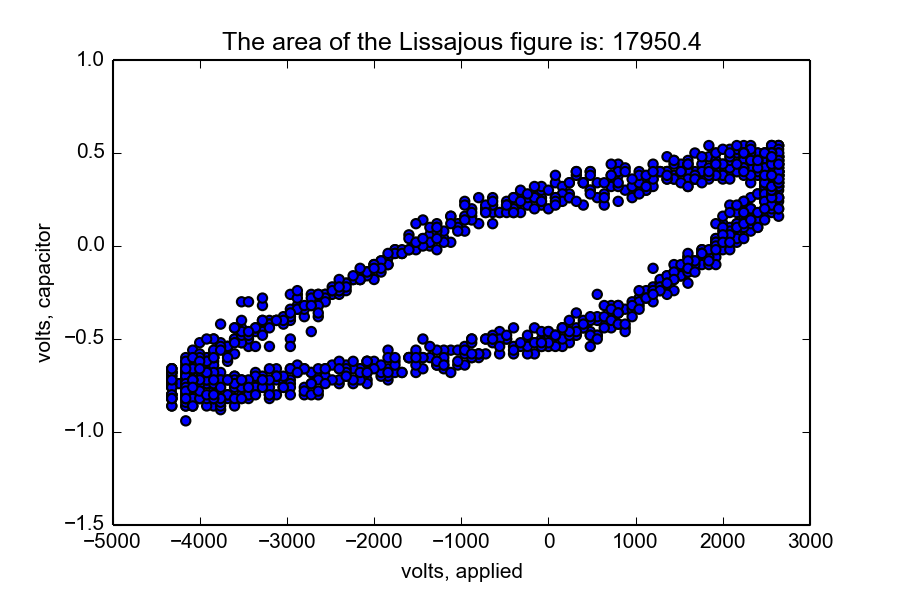 The area of the Lissajous figure is: 17950.4
1.0
0.5
0.0
−0.5
−1.0
−1.5
volts, capacitor
−5000 −4000 −3000 −2000 −1000 0 1000 2000 3000
volts, applied